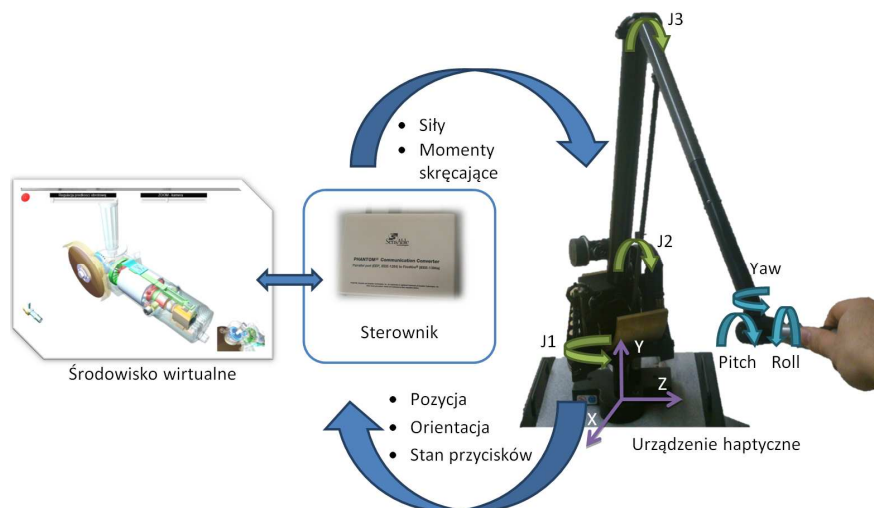 J3
• Siły
• Momenty
skręcające
SensAble
PHANTOM® Communication Converter
J2
Yaw
Sterownik
J1
Y
Pitch
Roll
Środowisko wirtualne
Z
• Pozycja
• Orientacja
• Stan przycisków
X
Urządzenie haptyczne